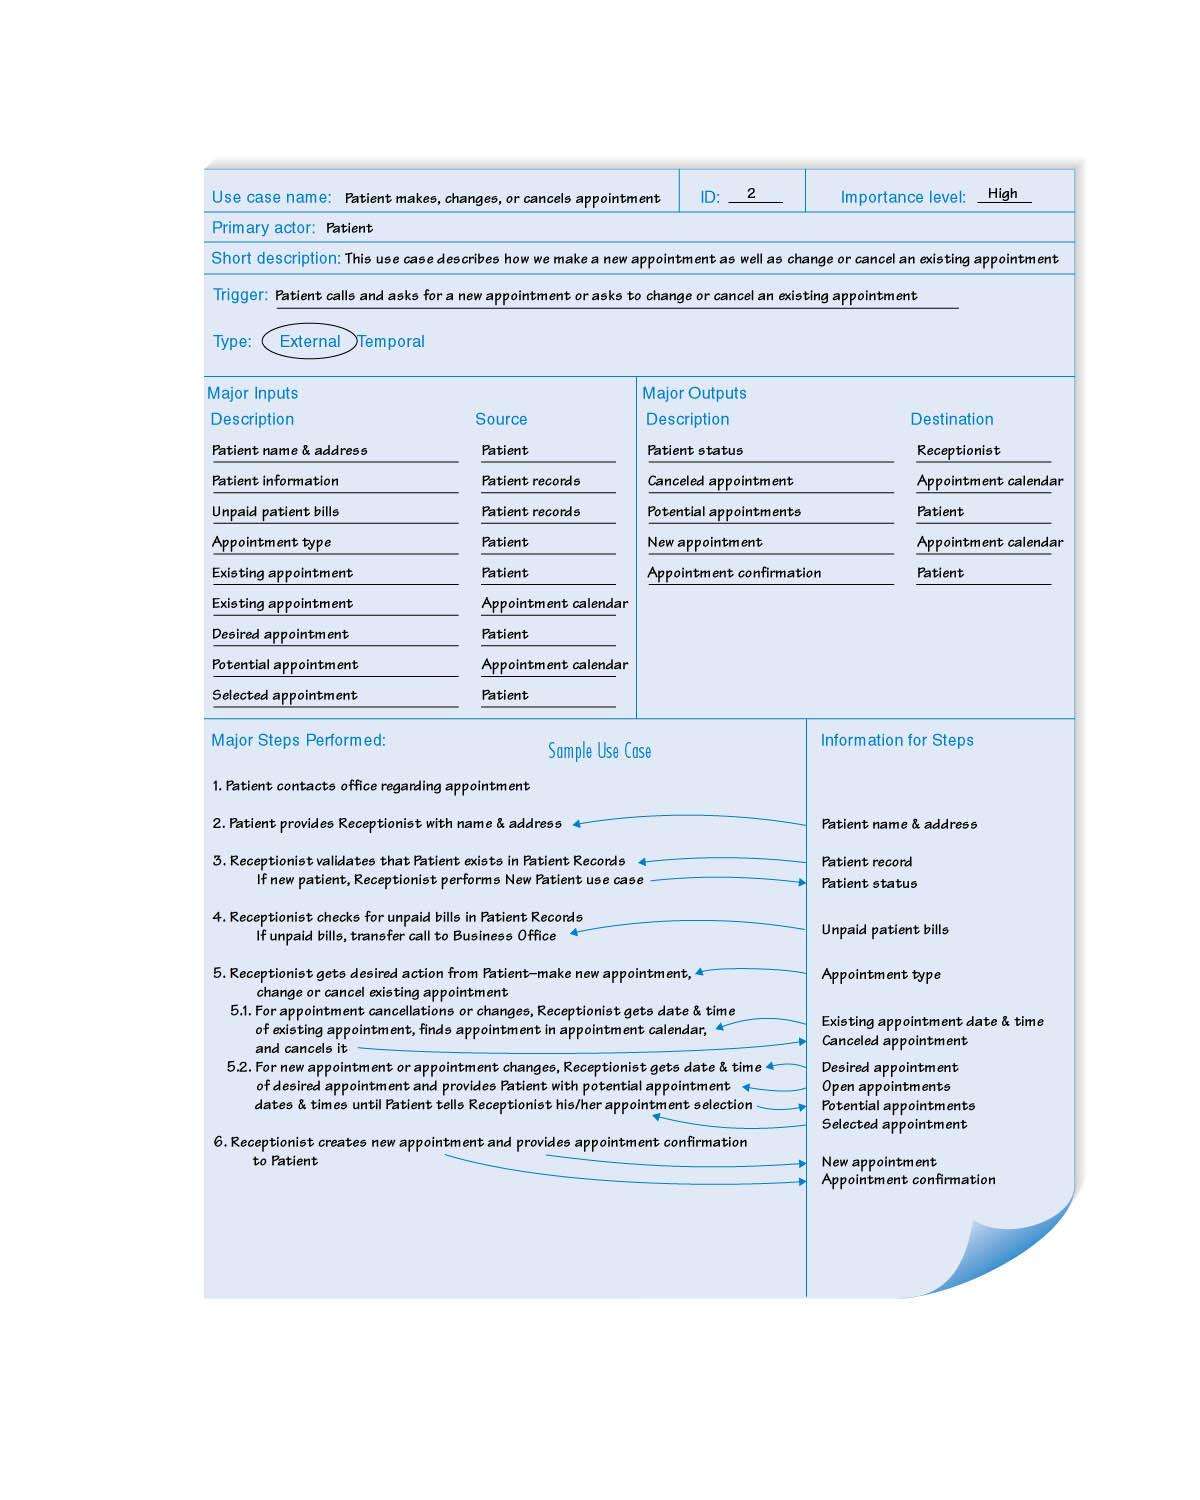 Use case name: Patient makes, changes, or cancels appointment ID: 2 Importance level: High
Primary actor: Patient
Short description: This use case describes how we make a new appointment as well as change or cancel an existing appointment
Trigger: Patient calls and asks for a new appointment or asks to change or cancel an existing appointment
Type: External Temporal
Major Inputs
Description Source
Patient name & address Patient
Patient information Patient records
Unpaid patient bills Patient records
Appointment type Patient
Existing appointment Patient
Existing appointment Appointment calendar
Desired appointment Patient
Potential appointment Appointment calendar
Selected appointment Patient
Major Outputs
Description Destination
Patient status Receptionist
Canceled appointment Appointment calendar
Potential appointments Patient
New appointment Appointment calendar
Appointment confirmation Patient
Major Steps Performed:
Sample Use Case
1. Patient contacts office regarding appointment
2. Patient provides Receptionist with name & address
3. Receptionist validates that Patient exists in Patient Records
If new patient, Receptionist performs New Patient use case
4. Receptionist checks for unpaid bills in Patient Records
If unpaid bills, transfer call to Business Office
5. Receptionist gets desired action from Patient—make new appointment,
change or cancel existing appointment
5.1. For appointment cancellations or changes, Receptionist gets date & time
of existing appointment, finds appointment in appointment calendar,
and cancels it
5.2. For new appointment or appointment changes, Receptionist gets date & time
of desired appointment and provides Patient with potential appointment
dates & times until Patient tells Receptionist his/her appointment selection
6. Receptionist creates new appointment and provides appointment confirmation
to Patient
Information for Steps
Patient name & address
Patient record
Patient status
Unpaid patient bills
Appointment type
Existing appointment date & time
Canceled appointment
Desired appointment
Open appointments
Potential appointments
Selected appointment
New appointment
Appointment confirmation